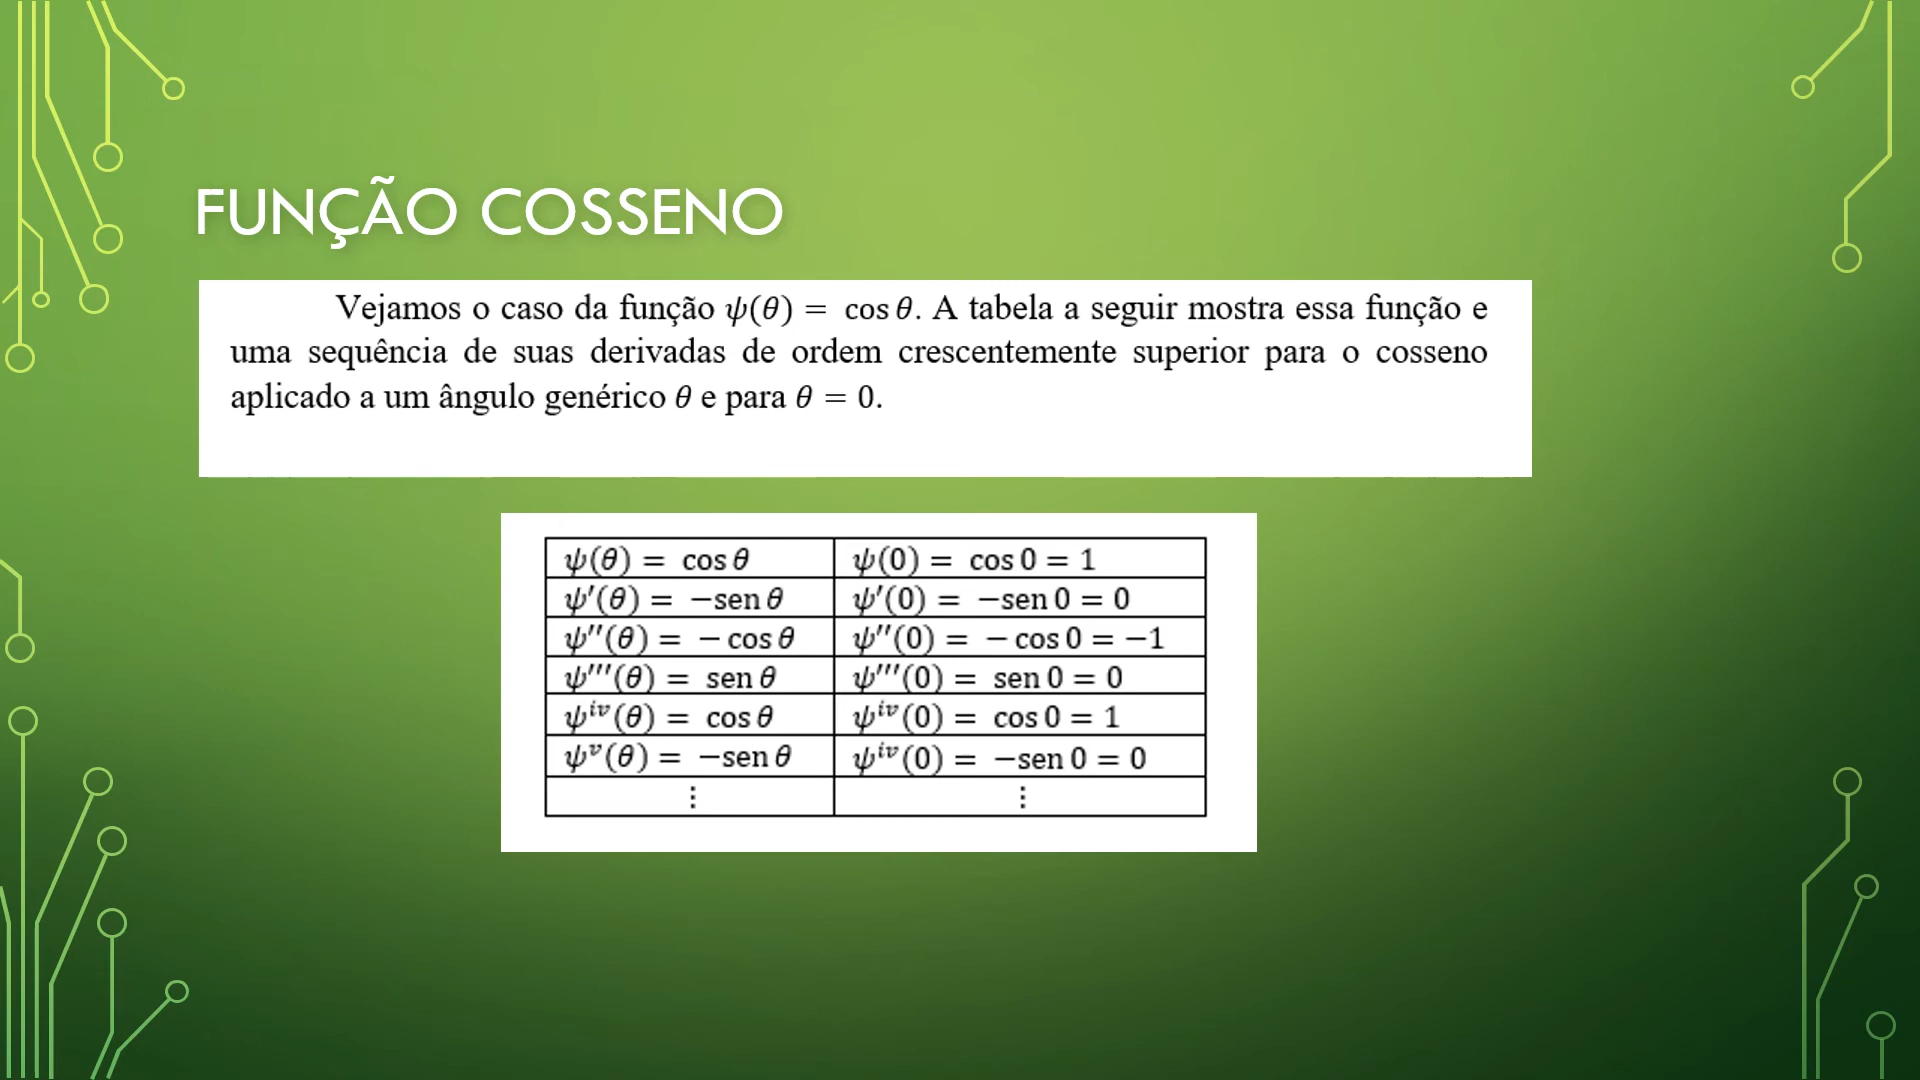 FUNÇÃO COSSENO
Vejamos o caso da função ψ(θ) = cos θ. A tabela a seguir mostra essa função e
uma sequência de suas derivadas de ordem crescentemente superior para o cosseno
aplicado a um ângulo genérico θ e para θ = 0.
ψ(θ) = cos θ ψ(0) = cos 0 = 1
ψ′(θ) = −sen θ ψ′(0) = −sen 0 = 0
ψ′′(θ) = − cos θ ψ′′(0) = − cos 0 = −1
ψ′′′(θ) = sen θ ψ′′′(0) = sen 0 = 0
ψ^{iv}(θ) = cos θ ψ^{iv}(0) = cos 0 = 1
ψ^{v}(θ) = −sen θ ψ^{iv}(0) = −sen 0 = 0
⋮ ⋮